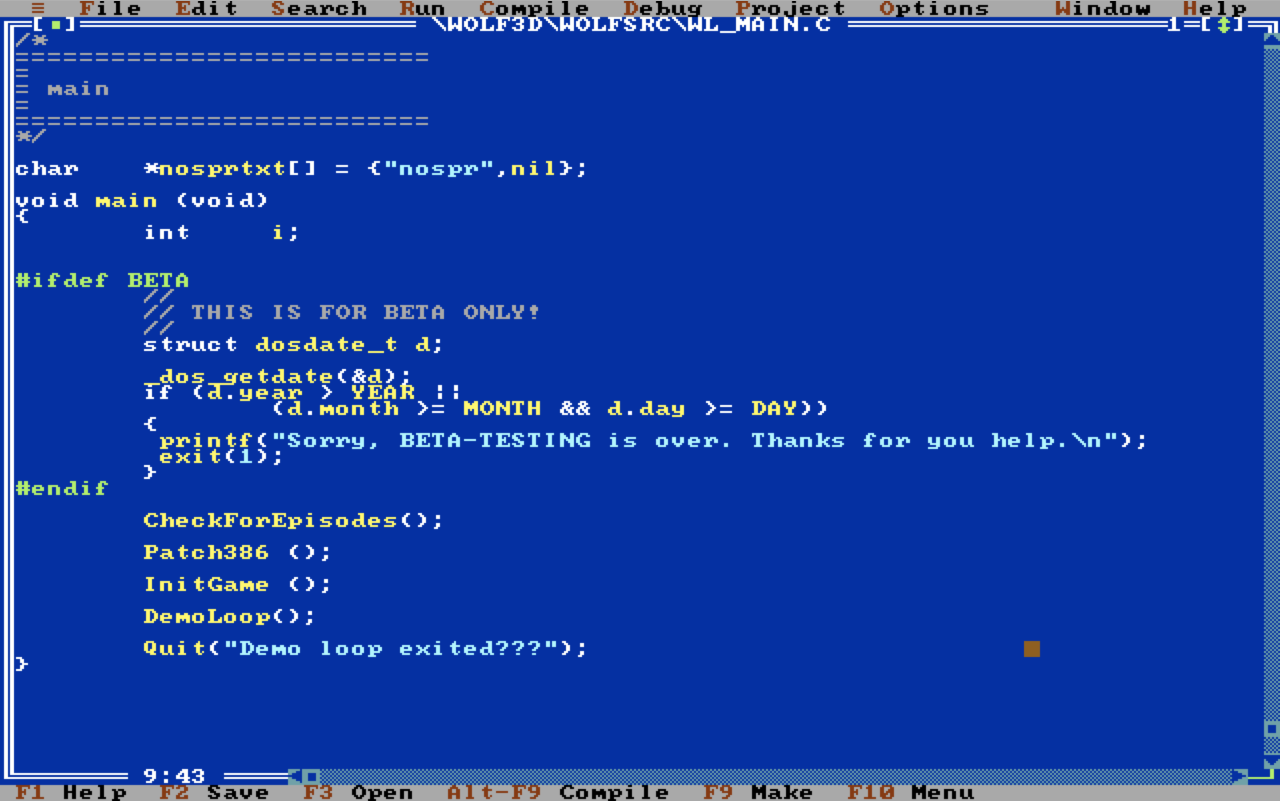 ≡ File Edit Search Run Compile Debug Project Options Window Help
[■] \WOLF3D\WOLFSRC\WL_MAIN.C 1=[↕]
/*
==========================
=
= main
=
==========================
*/
char    *nosprtxt[] = {"nospr",nil};
void main (void)
{
        int     i;
#ifdef BETA
        //
        // THIS IS FOR BETA ONLY!
        //
        struct dosdate_t d;
        _dos_getdate(&d);
        if (d.year > YEAR ||
                (d.month >= MONTH && d.day >= DAY))
        {
         printf("Sorry, BETA-TESTING is over. Thanks for you help.\n");
         exit(1);
        }
#endif
        CheckForEpisodes();
        Patch386 ();
        InitGame ();
        DemoLoop();
        Quit("Demo loop exited???");
}
9:43
F1 Help F2 Save F3 Open Alt-F9 Compile F9 Make F10 Menu